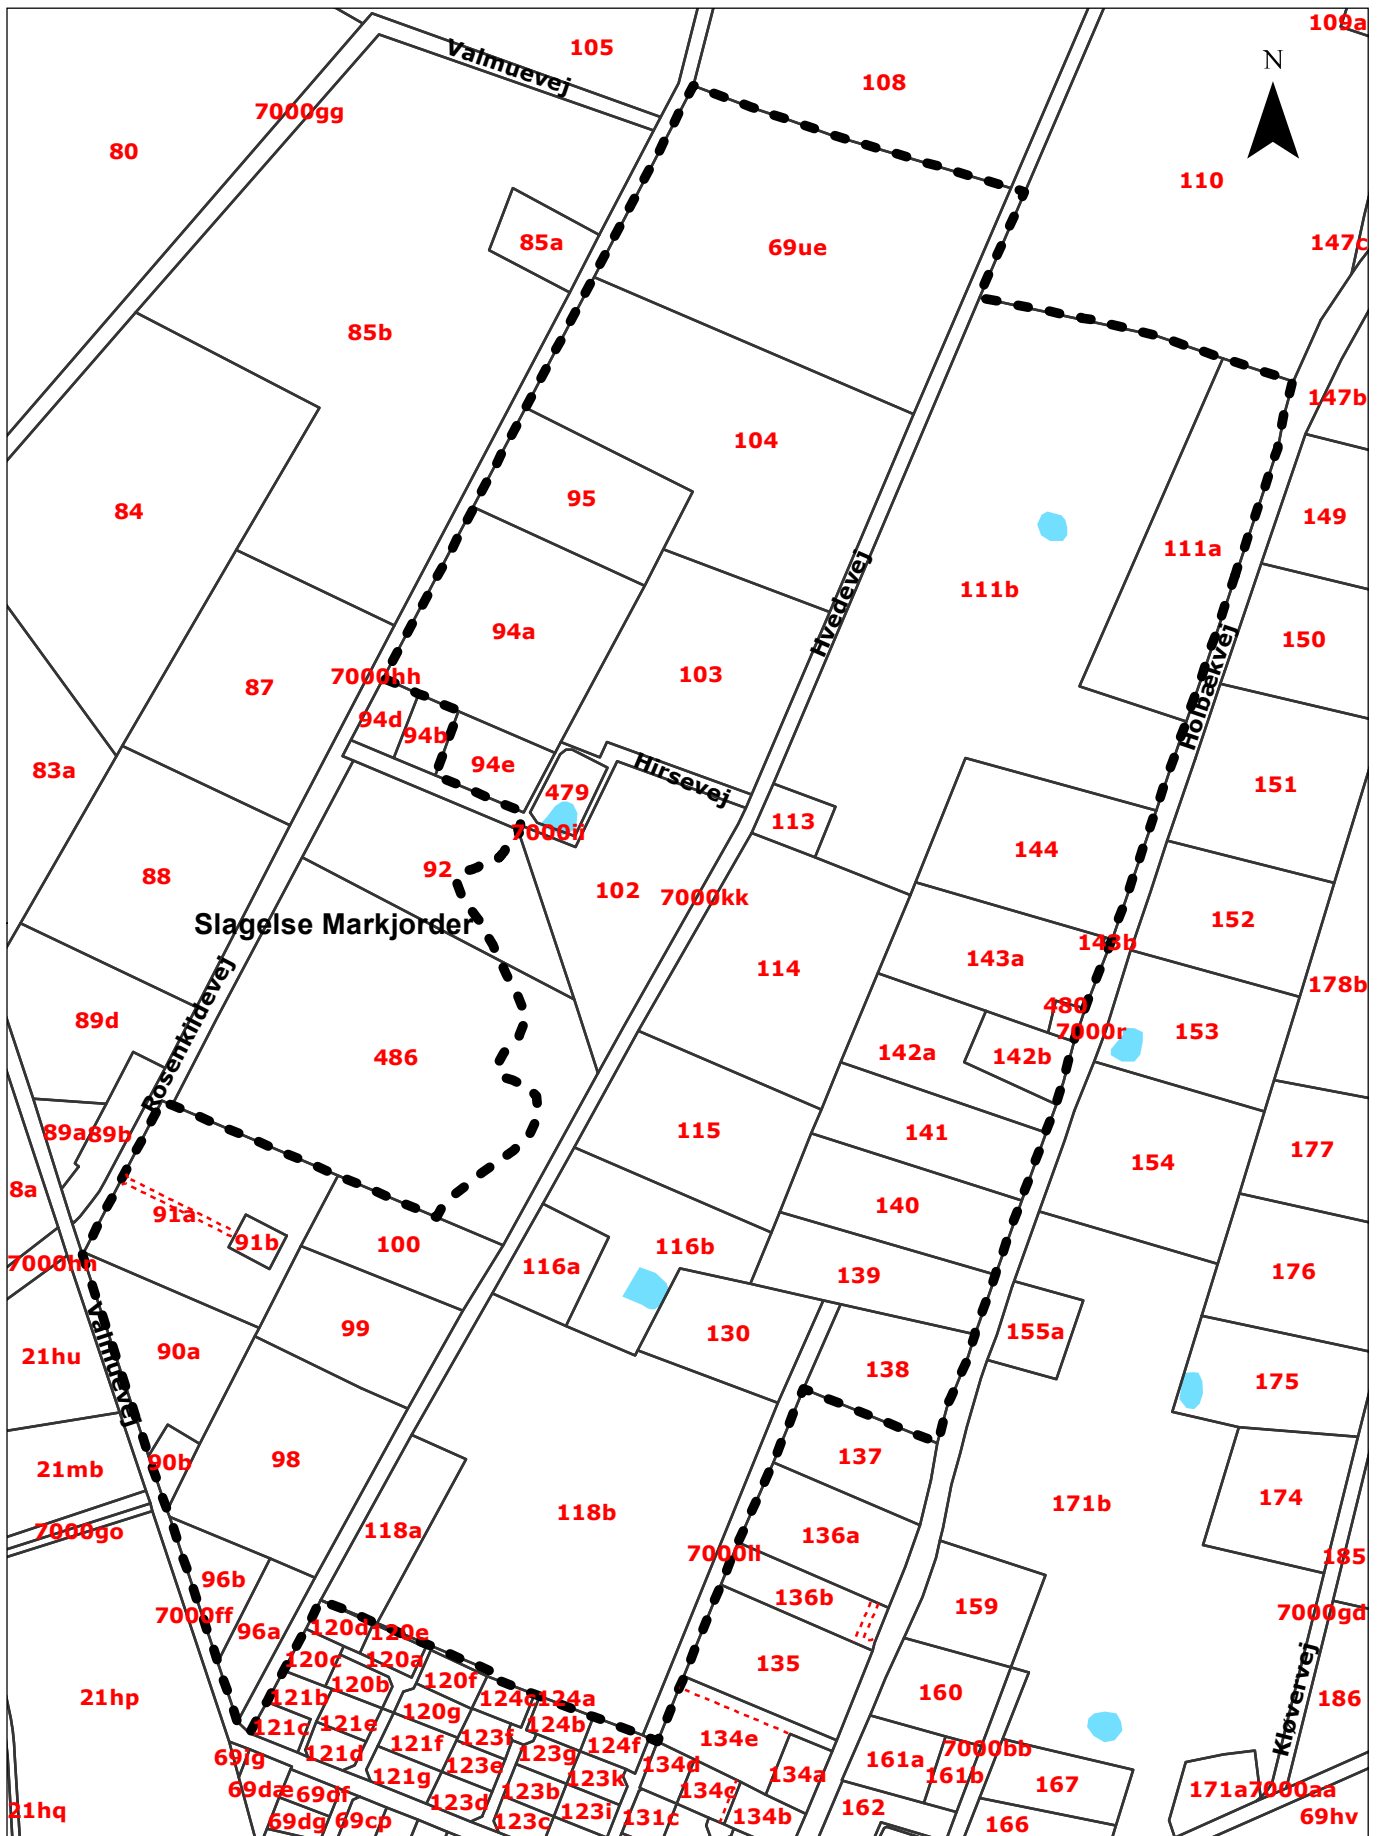 109a
105
Valmuevej
N
108
7000gg
80
110
85a
69ue
147c
85b
147b
104
95
84
149
111a
111b
Hvedevej
94a
150
103
7000hh
87
Holbækvej
94d
94b
94e
83a
Hirsevej
151
479
113
7000ii
144
92
88
102
7000kk
Slagelse Markjorder
152
143b
143a
114
178b
480
89d
7000r
153
Rosenkildevej
486
142a
142b
89a
89b
115
141
177
154
8a
140
91a
91b
100
116b
7000hh
116a
139
176
Valmuevej
99
130
155a
21hu
90a
138
175
137
90b
98
21mb
174
171b
118b
7000go
118a
136a
7000ll
185
96b
136b
159
7000gd
7000ff
96a
120d
120e
120c
120a
135
120b
120f
160
Kløvervej
21hp
121b
124c
124a
186
120g
121c
121e
124b
134e
123f
121f
124f
7000bb
69ig
121d
123g
161a
123e
134d
121g
123k
134a
161b
167
69dæ
69df
123b
134c
171a
7000aa
123d
162
21hq
123i
131c
134b
69hv
69dg
69cp
123c
166